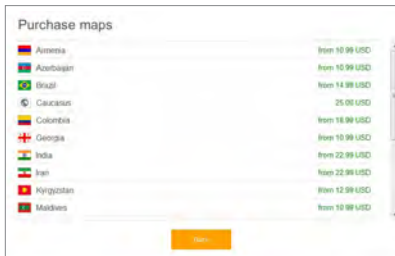 Purchase maps
Armenia from 10.99 USD
Azerbaijan from 10.99 USD
Brazil from 14.99 USD
Caucasus 25.00 USD
Colombia from 18.99 USD
Georgia from 10.99 USD
India from 22.99 USD
Iran from 22.99 USD
Kyrgyzstan from 12.99 USD
Maldives from 10.99 USD